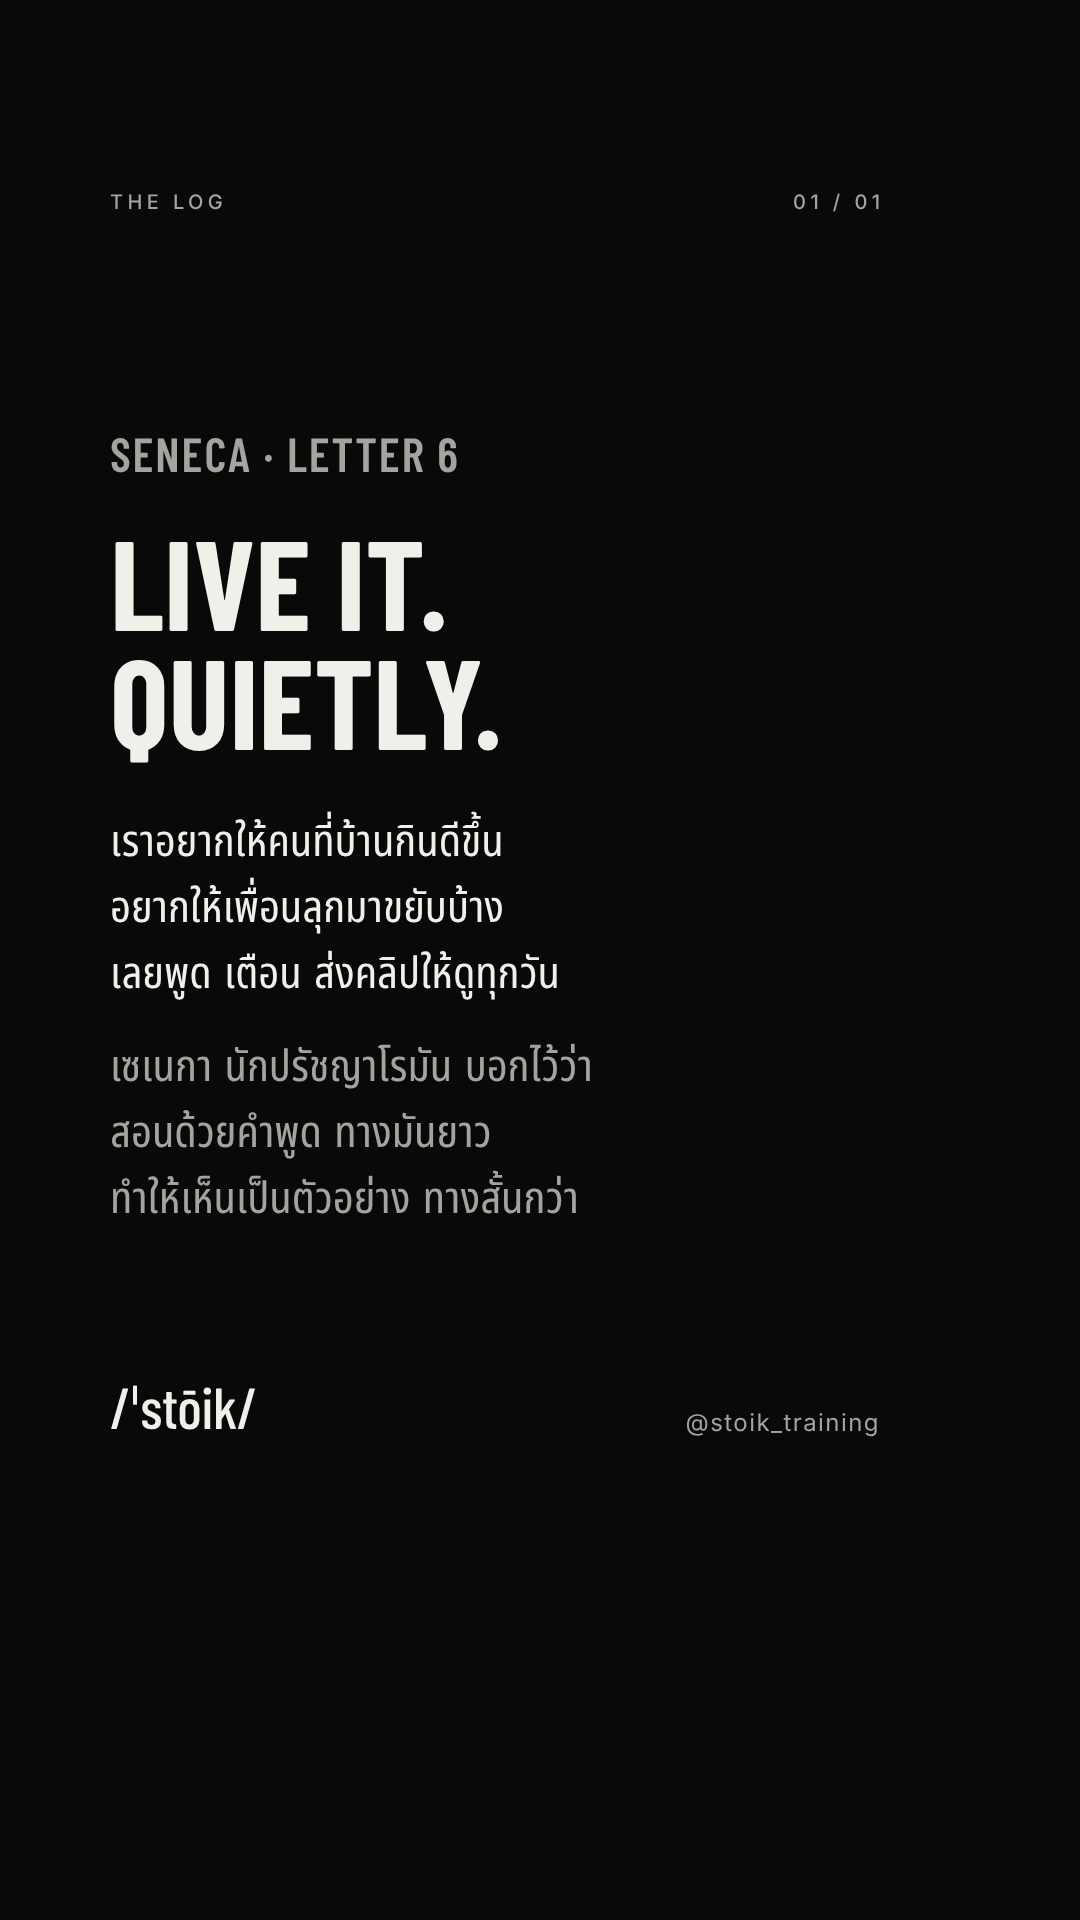 THE LOG
01 / 01
SENECA · LETTER 6
LIVE IT.
QUIETLY.
เราอยากให้คนที่บ้านกินดีขึ้น
อยากให้เพื่อนลุกมาขยับบ้าง
เลยพูด เตือน ส่งคลิปให้ดูทุกวัน
เซเนกา นักปรัชญาโรมัน บอกไว้ว่า
สอนด้วยคำพูด ทางมันยาว
ทำให้เห็นเป็นตัวอย่าง ทางสั้นกว่า
/ˈstōik/
@stoik_training